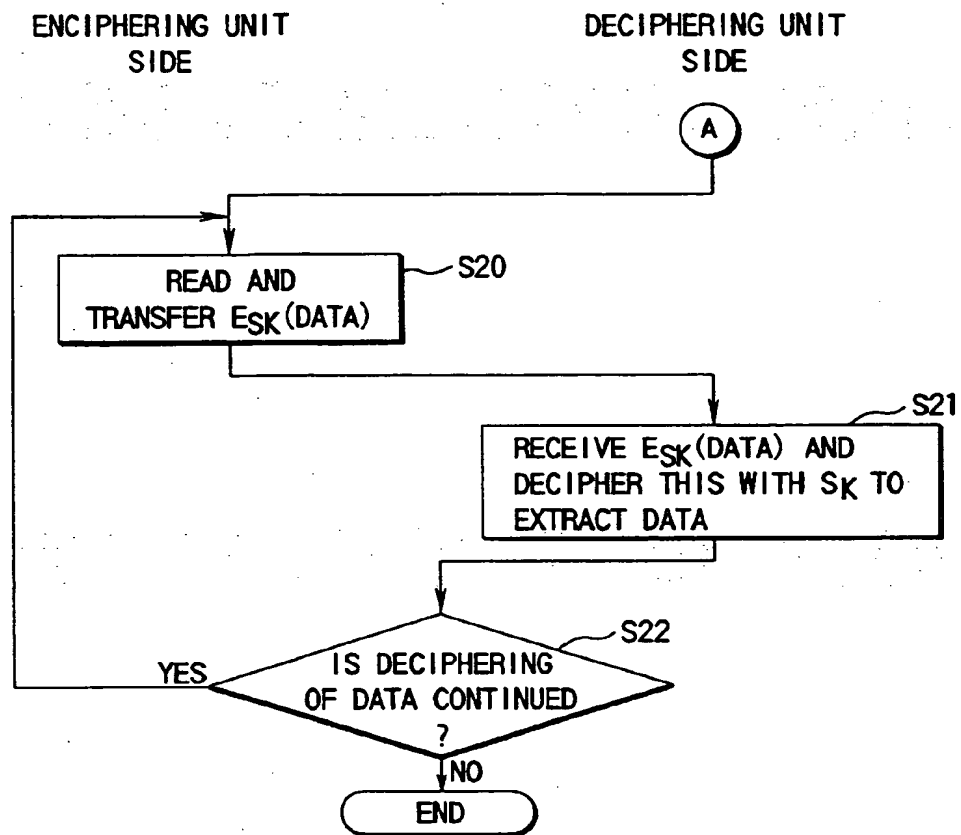 ENCIPHERING UNIT
SIDE
DECIPHERING UNIT
SIDE
A
READ AND
TRANSFER ESK(DATA)
S20
S21
RECEIVE ESK(DATA) AND
DECIPHER THIS WITH SK TO
EXTRACT DATA
S22
YES
IS DECIPHERING
OF DATA CONTINUED
?
NO
END